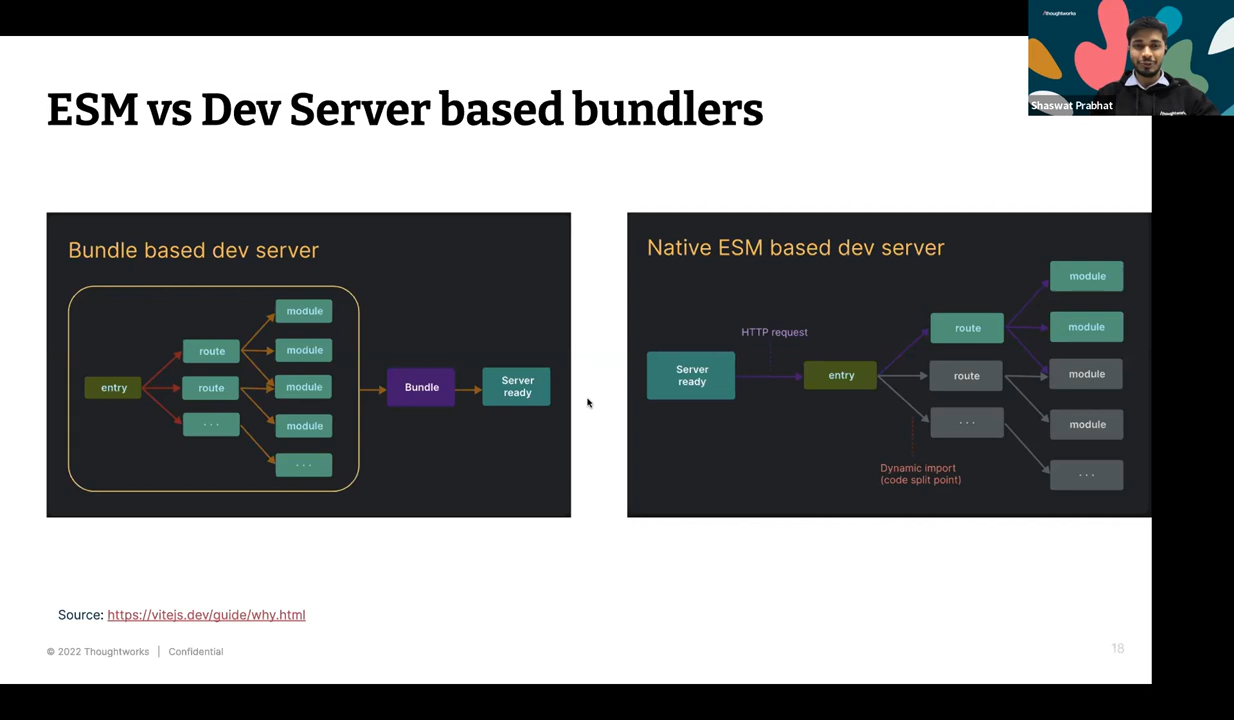 /thoughtworks
Shaswat Prabhat
ESM vs Dev Server based bundlers
Bundle based dev server
entry
route
route
. . .
module
module
module
module
. . .
Bundle
Server
ready
Native ESM based dev server
Server
ready
HTTP request
entry
route
route
. . .
Dynamic import
(code split point)
module
module
module
module
. . .
Source: https://vitejs.dev/guide/why.html
© 2022 Thoughtworks | Confidential
18